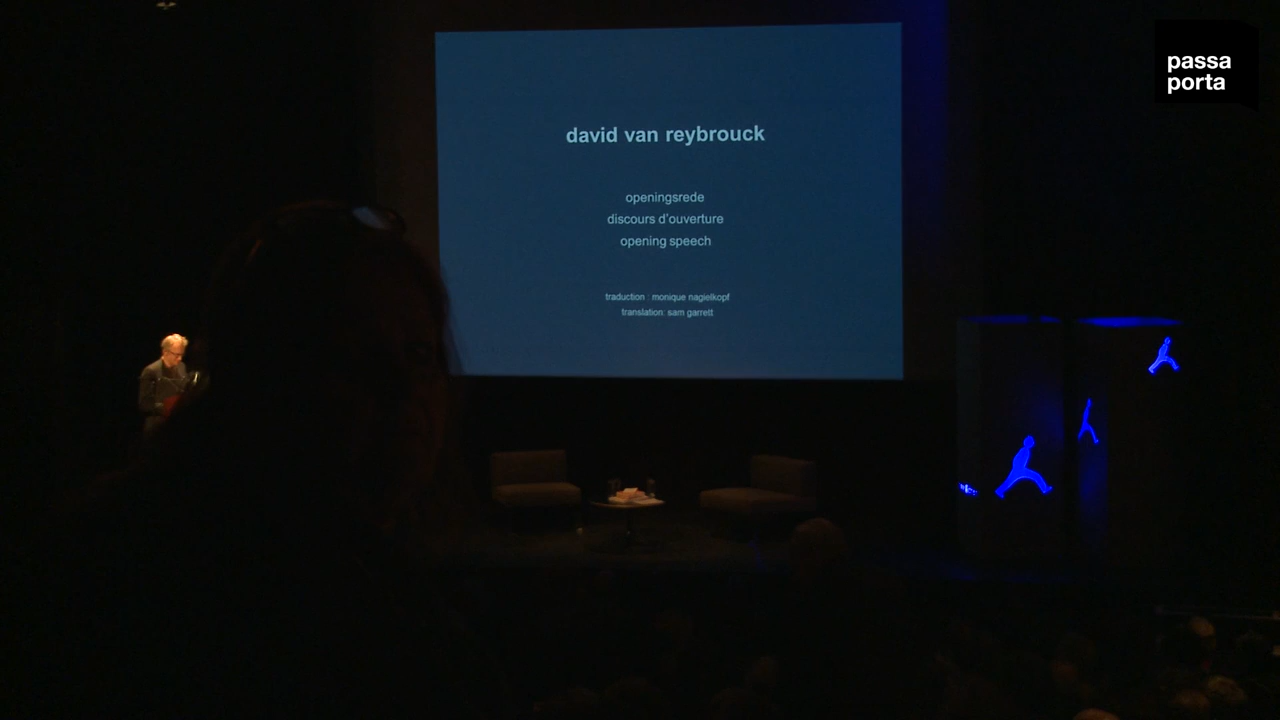 passa
porta
david van reybrouck
openingsrede
discours d'ouverture
opening speech
traduction : monique nagielkopf
translation: sam garrett